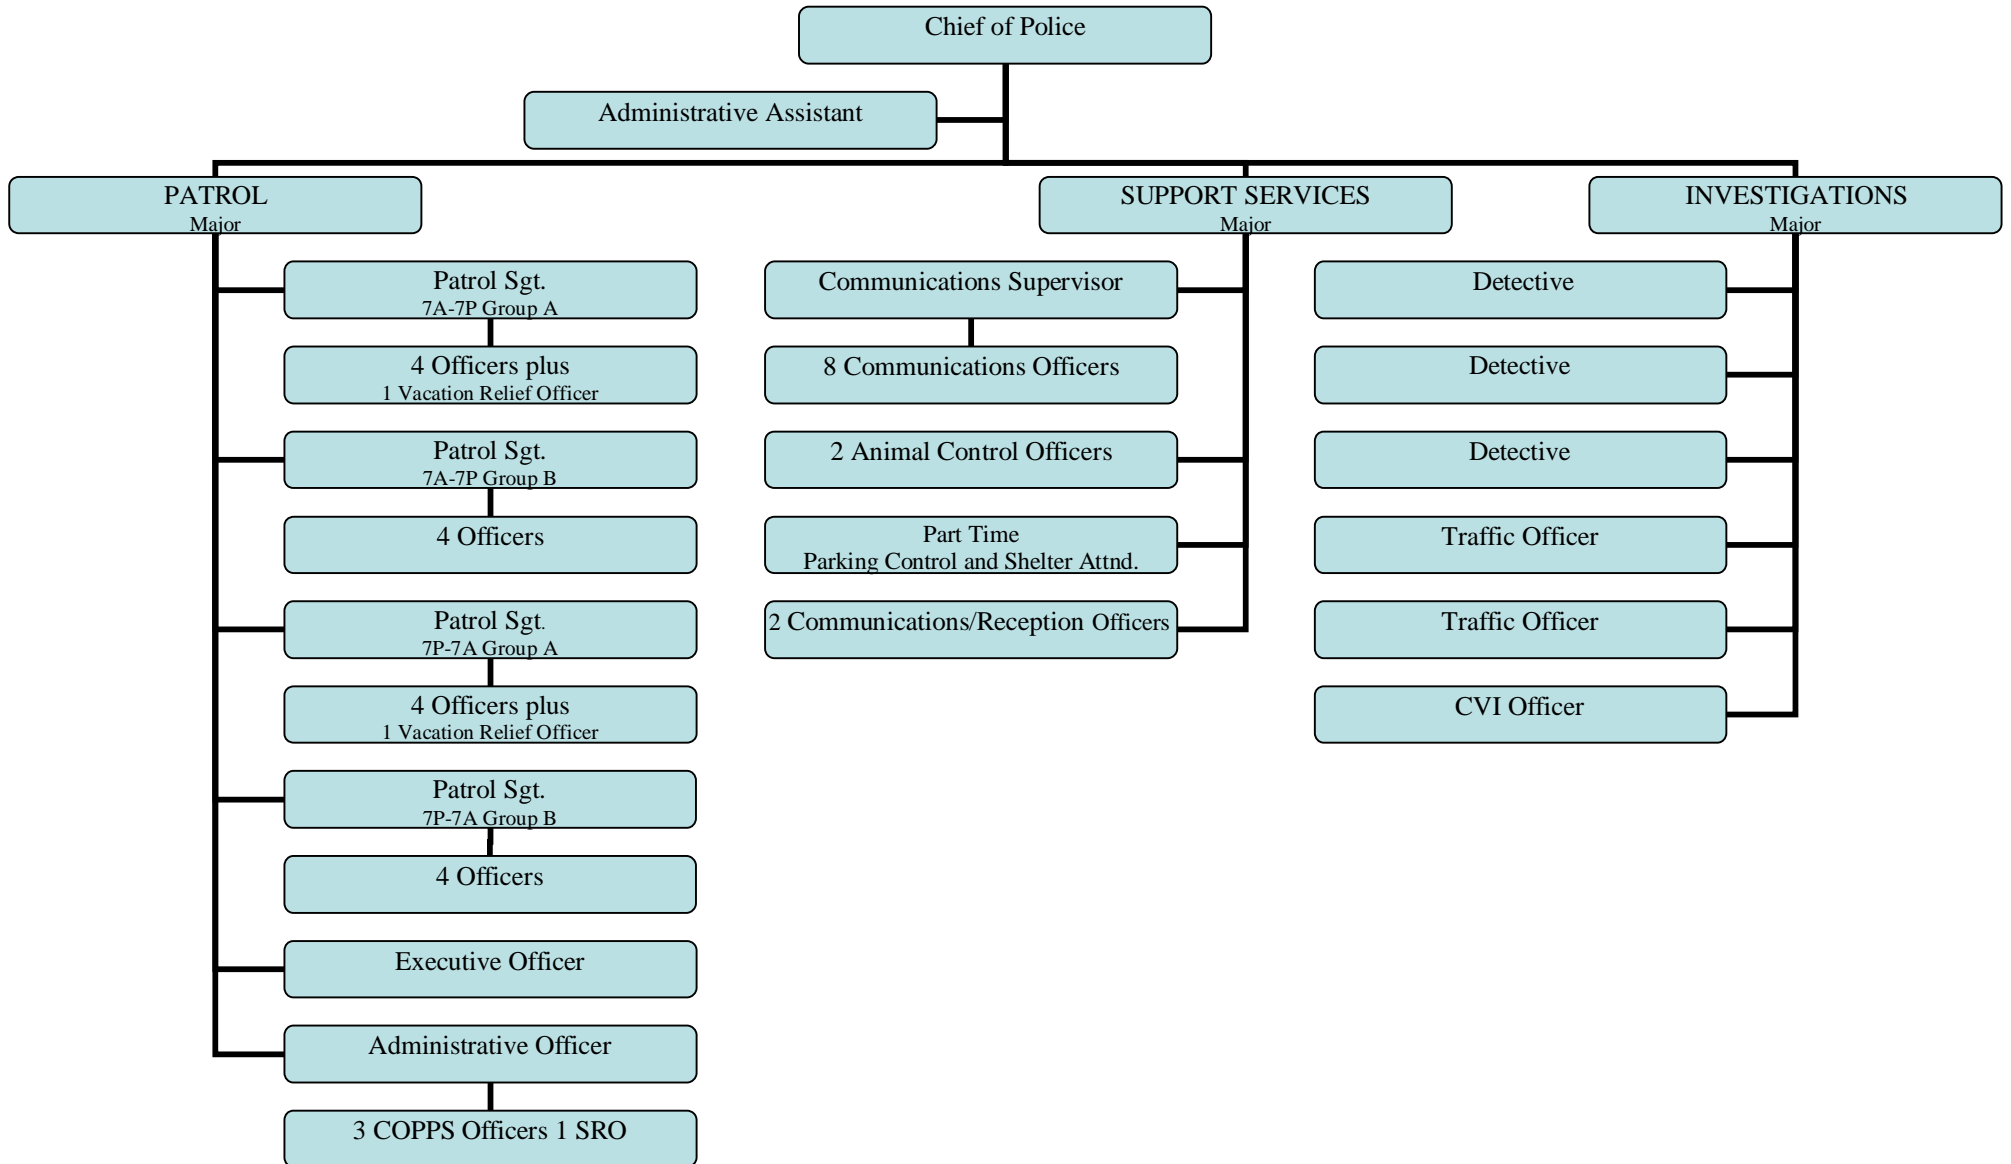 Chief of Police
Administrative Assistant
PATROL
Major
SUPPORT SERVICES
Major
INVESTIGATIONS
Major
Patrol Sgt.
7A-7P Group A
4 Officers plus
1 Vacation Relief Officer
Patrol Sgt.
7A-7P Group B
4 Officers
Patrol Sgt.
7P-7A Group A
4 Officers plus
1 Vacation Relief Officer
Patrol Sgt.
7P-7A Group B
4 Officers
Executive Officer
Administrative Officer
3 COPPS Officers 1 SRO
Communications Supervisor
8 Communications Officers
2 Animal Control Officers
Part Time
Parking Control and Shelter Attnd.
2 Communications/Reception Officers
Detective
Detective
Detective
Traffic Officer
Traffic Officer
CVI Officer